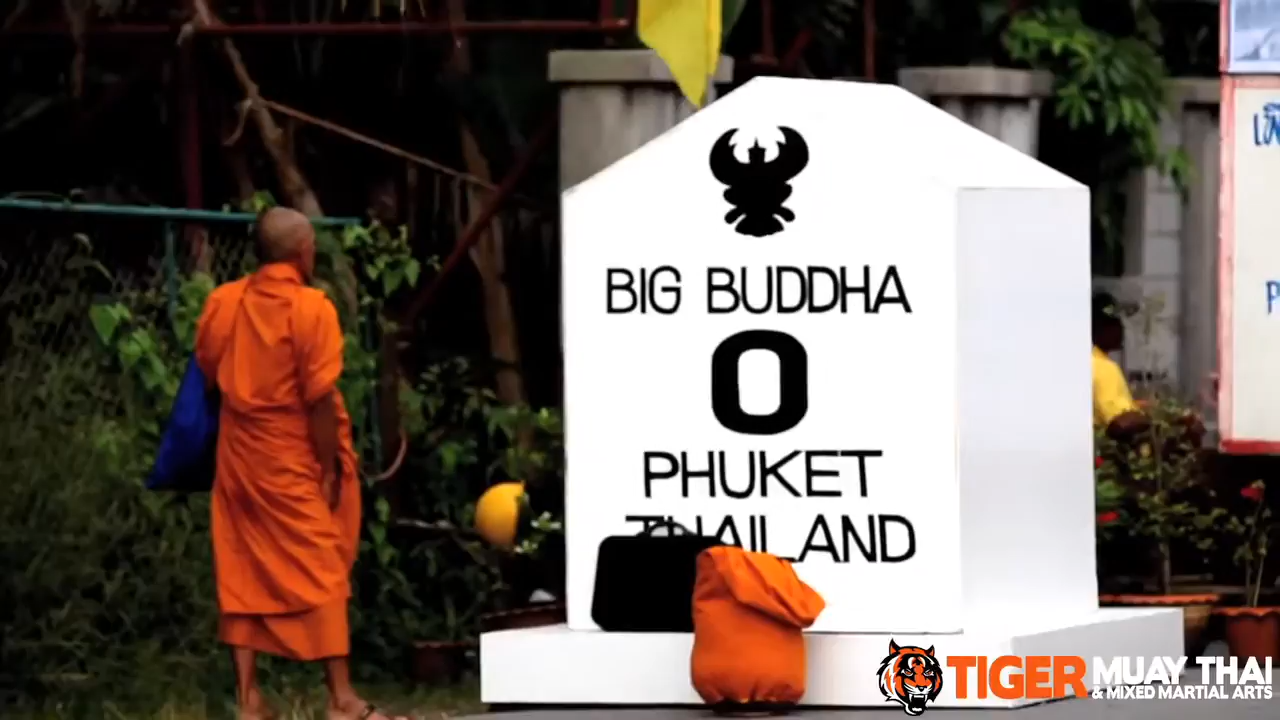 BIG BUDDHA
0
PHUKET
THAILAND
TIGER MUAY THAI
& MIXED MARTIAL ARTS